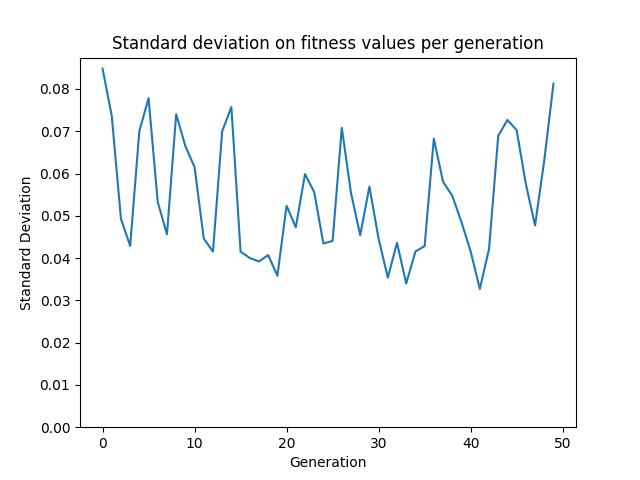 Standard deviation on fitness values per generation
Standard Deviation
0.08
0.07
0.06
0.05
0.04
0.03
0.02
0.01
0.00
0 10 20 30 40 50
Generation